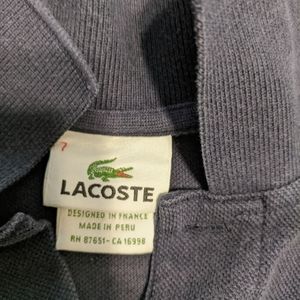 7
LACOSTE
DESIGNED IN FRANCE
MADE IN PERU
RN 87651-CA 16998